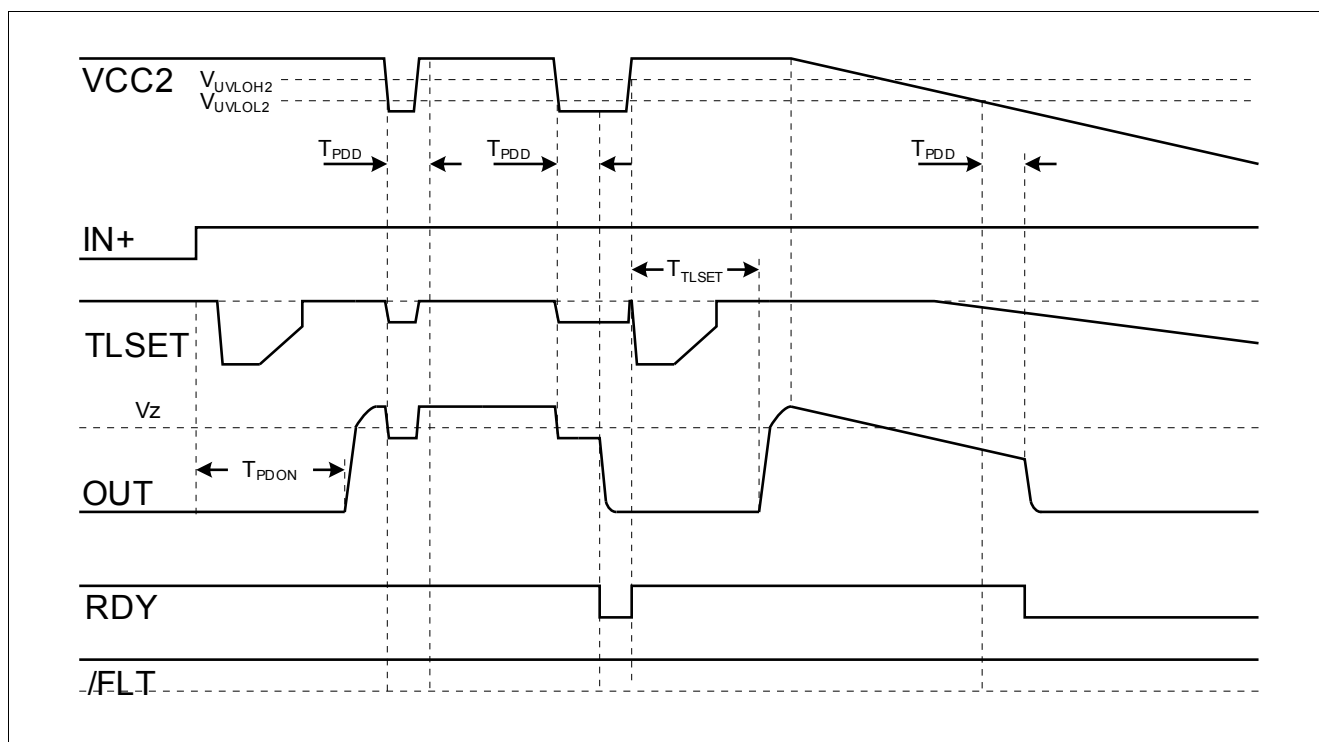 VCC2
VUVLOH2
VUVLOL2
TPDD
TPDD
TPDD
IN+
TTLSET
TLSET
Vz
TPDON
OUT
RDY
/FLT